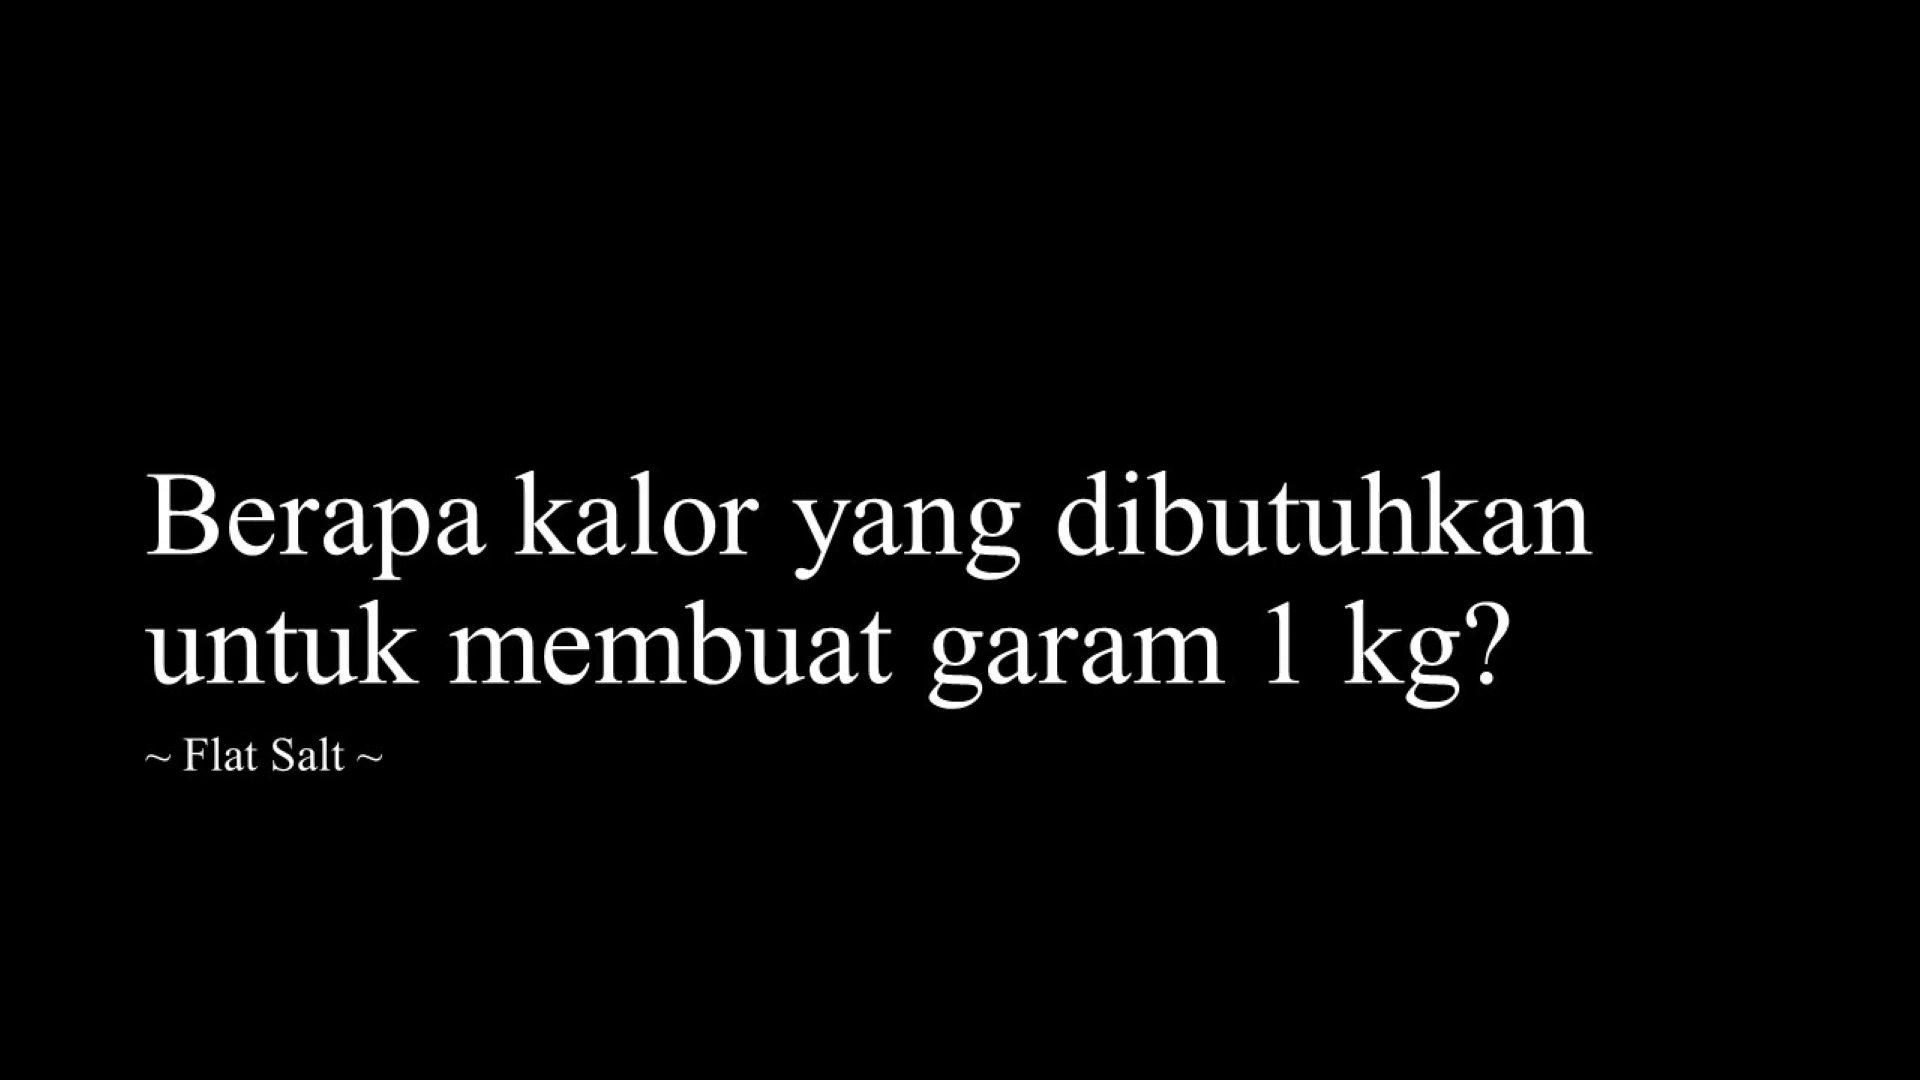 Berapa kalor yang dibutuhkan
untuk membuat garam 1 kg?
~ Flat Salt ~